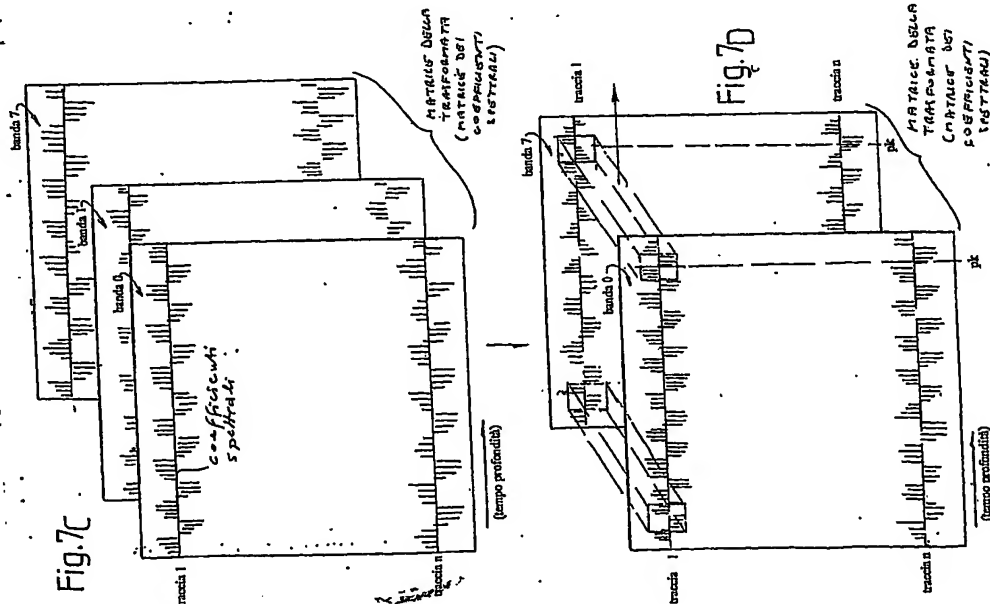 Fig.7C
banda 7
banda 1
banda 0
traccia 1
coefficienti
spettrali
traccia n
(tempo profondità)
MATRICE DELLA
TRASFORMATA
(MATRICE DEI
COEFFICIENTI
SPETTRALI)
Fig.7D
banda 7
traccia 1
banda 0
traccia 1
traccia n
pk
traccia n
pk
(tempo profondità)
MATRICE DELLA
TRASFORMATA
(MATRICE DEI
COEFFICIENTI
SPETTRALI)